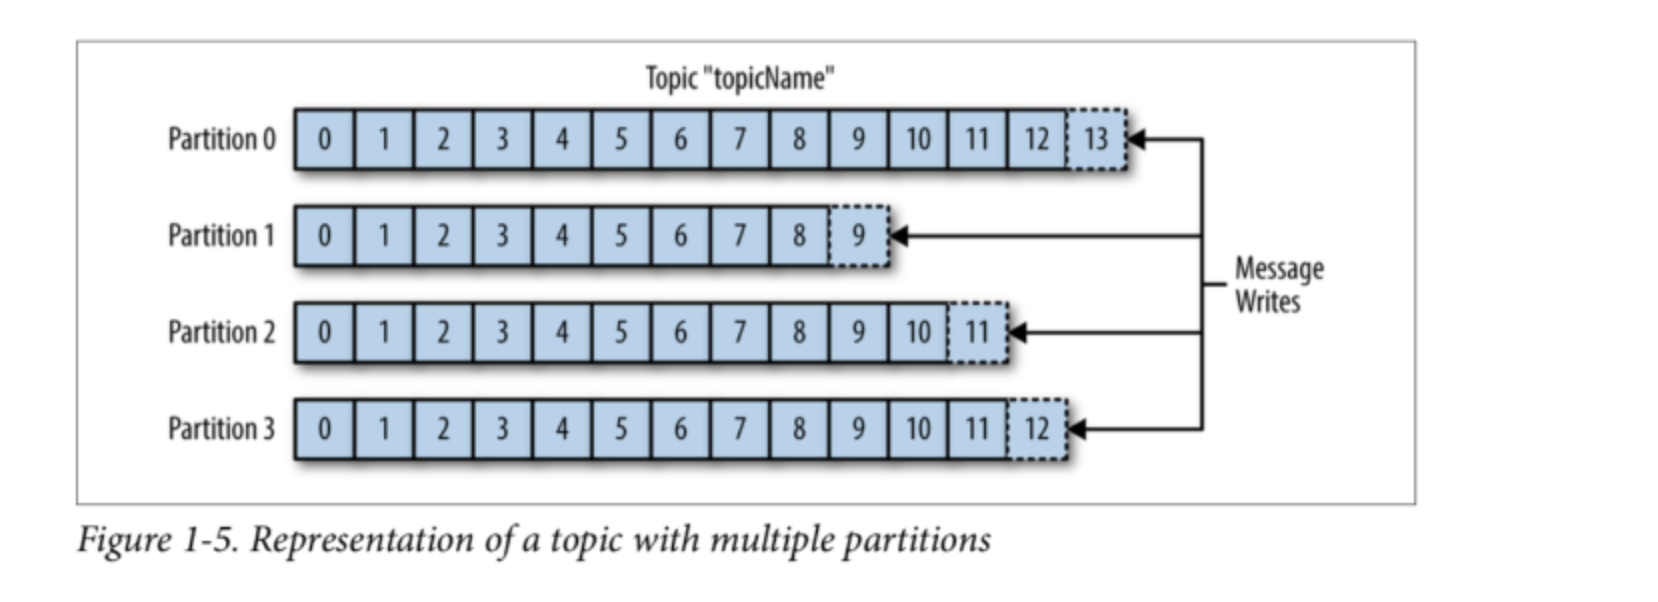 Topic "topicName"
Partition 0 0 1 2 3 4 5 6 7 8 9 10 11 12 13
Partition 1 0 1 2 3 4 5 6 7 8 9
Partition 2 0 1 2 3 4 5 6 7 8 9 10 11
Partition 3 0 1 2 3 4 5 6 7 8 9 10 11 12
Message
Writes
Figure 1-5. Representation of a topic with multiple partitions